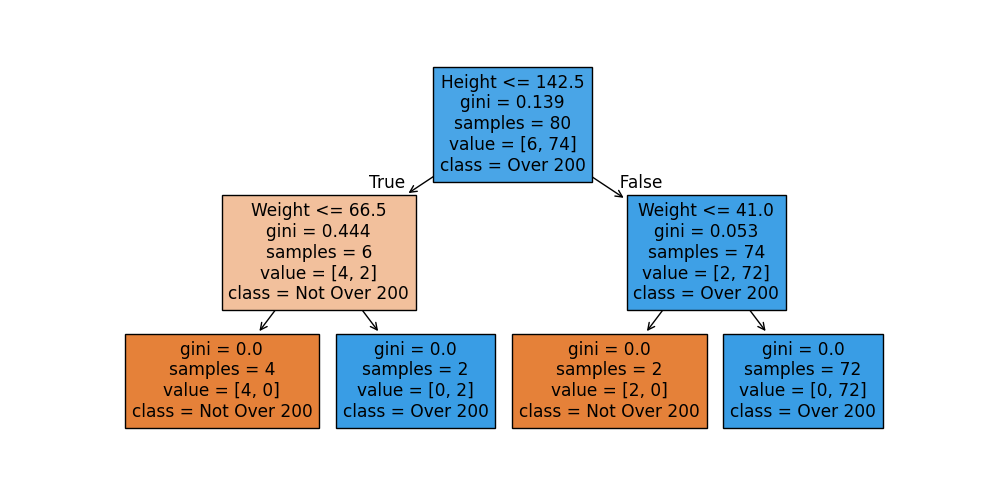 Height <= 142.5
gini = 0.139
samples = 80
value = [6, 74]
class = Over 200
True
False
Weight <= 66.5
gini = 0.444
samples = 6
value = [4, 2]
class = Not Over 200
Weight <= 41.0
gini = 0.053
samples = 74
value = [2, 72]
class = Over 200
gini = 0.0
samples = 4
value = [4, 0]
class = Not Over 200
gini = 0.0
samples = 2
value = [0, 2]
class = Over 200
gini = 0.0
samples = 2
value = [2, 0]
class = Not Over 200
gini = 0.0
samples = 72
value = [0, 72]
class = Over 200